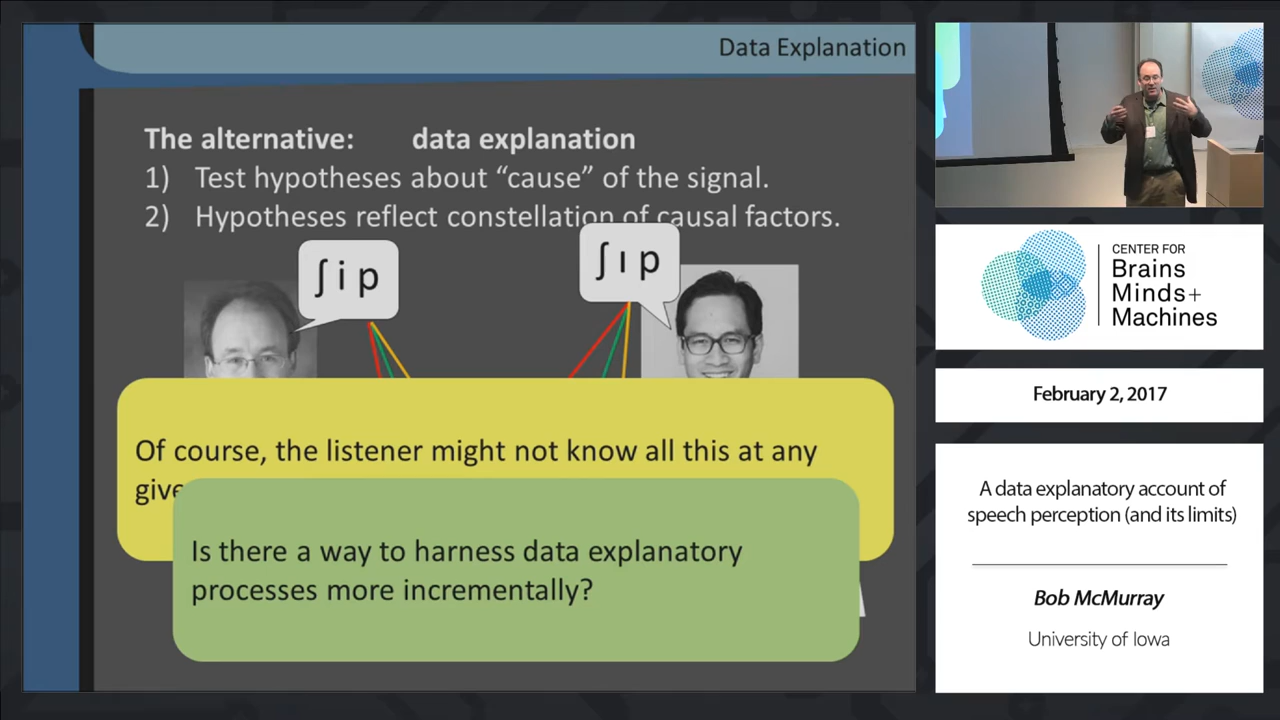 Data Explanation
The alternative: data explanation
1) Test hypotheses about “cause” of the signal.
2) Hypotheses reflect constellation of causal factors.
ʃ i p
ʃ ɪ p
Of course, the listener might not know all this at any
Is there a way to harness data explanatory
processes more incrementally?
CENTER FOR
Brains
Minds+
Machines
February 2, 2017
A data explanatory account of
speech perception (and its limits)
Bob McMurray
University of Iowa